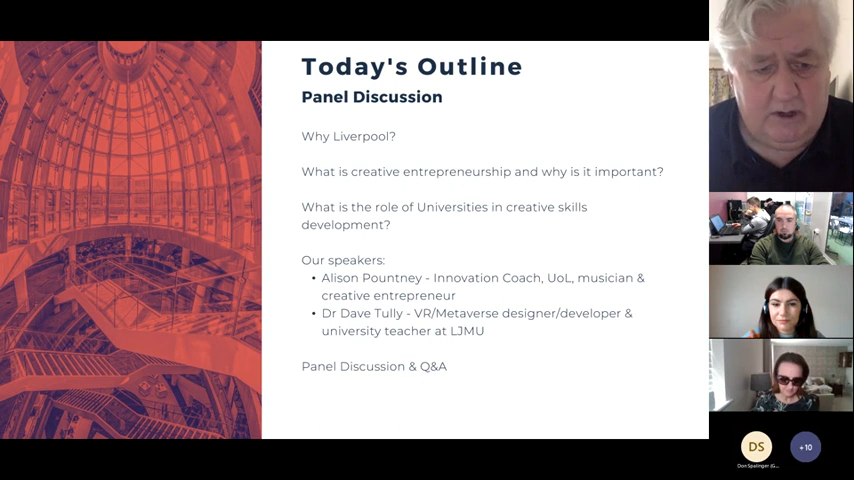 Today's Outline
Panel Discussion
Why Liverpool?
What is creative entrepreneurship and why is it important?
What is the role of Universities in creative skills
development?
Our speakers:
• Alison Pountney - Innovation Coach, UoL, musician &
creative entrepreneur
• Dr Dave Tully - VR/Metaverse designer/developer &
university teacher at LJMU
Panel Discussion & Q&A
DS
+10
Don Spalinger (G...